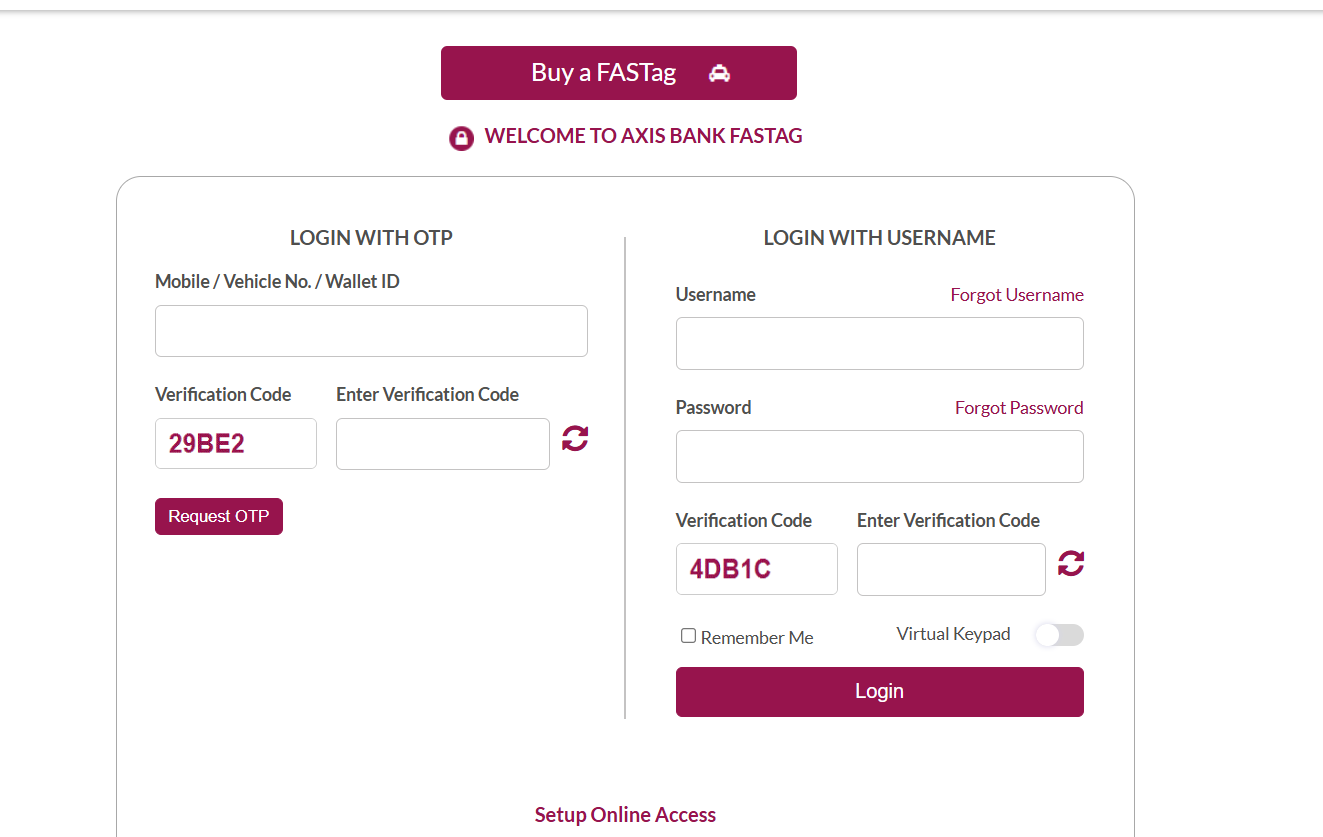 Buy a FASTag
WELCOME TO AXIS BANK FASTAG
LOGIN WITH OTP
Mobile / Vehicle No. / Wallet ID
Verification Code
Enter Verification Code
29BE2
Request OTP
LOGIN WITH USERNAME
Username
Forgot Username
Password
Forgot Password
Verification Code
Enter Verification Code
4DB1C
Remember Me
Virtual Keypad
Login
Setup Online Access